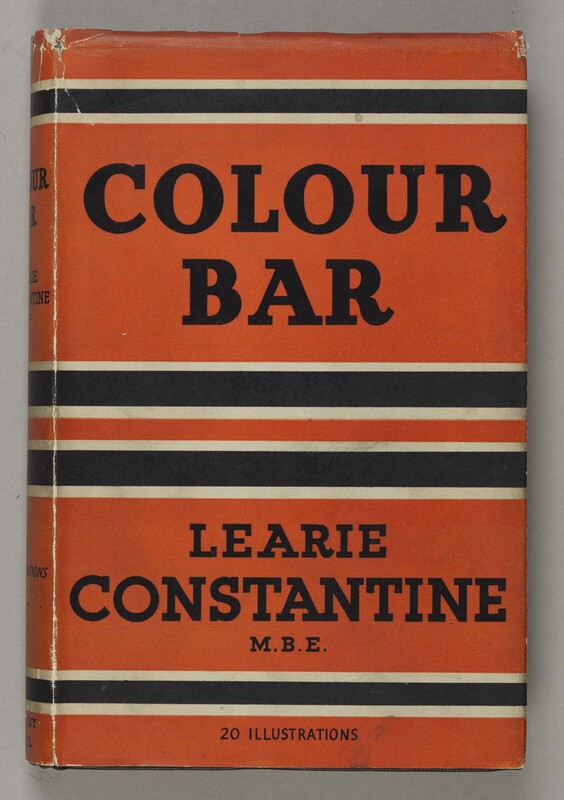 COLOUR
BAR
LEARIE
CONSTANTINE
M.B.E.
20 ILLUSTRATIONS